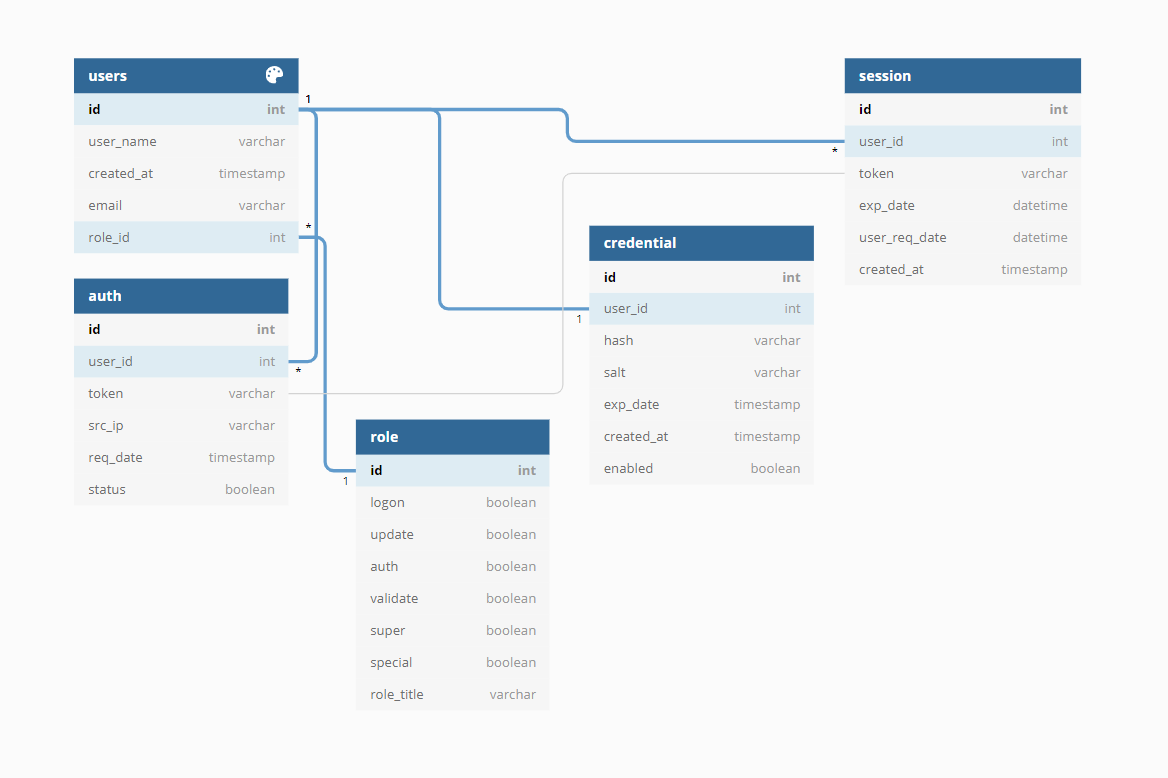 users
id int
user_name varchar
created_at timestamp
email varchar
role_id int
1
*
auth
id int
user_id int
token varchar
src_ip varchar
req_date timestamp
status boolean
*
role
id int
logon boolean
update boolean
auth boolean
validate boolean
super boolean
special boolean
role_title varchar
1
credential
id int
user_id int
hash varchar
salt varchar
exp_date timestamp
created_at timestamp
enabled boolean
1
session
id int
user_id int
token varchar
exp_date datetime
user_req_date datetime
created_at timestamp
*